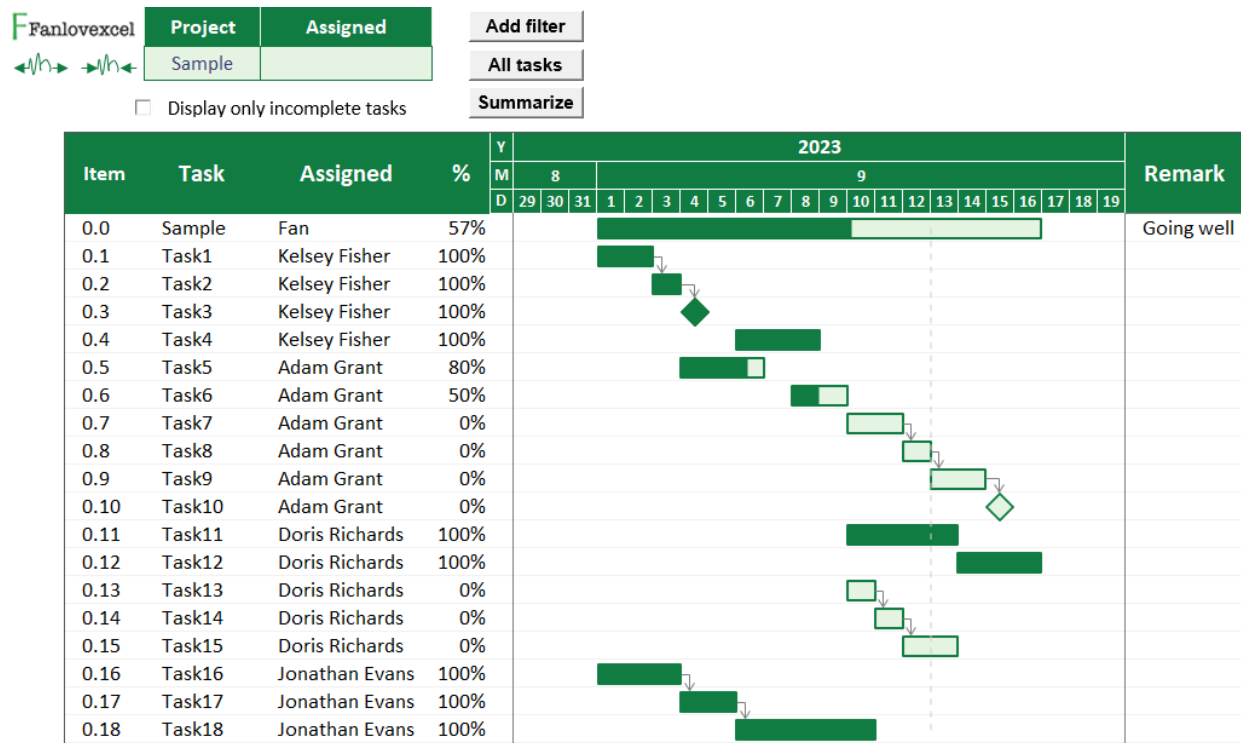 Fanlovexcel Project Assigned Add filter
Sample All tasks
Display only incomplete tasks Summarize
Y 2023
Item Task Assigned % M 8 9 Remark
D 29 30 31 1 2 3 4 5 6 7 8 9 10 11 12 13 14 15 16 17 18 19
0.0 Sample Fan 57% Going well
0.1 Task1 Kelsey Fisher 100%
0.2 Task2 Kelsey Fisher 100%
0.3 Task3 Kelsey Fisher 100%
0.4 Task4 Kelsey Fisher 100%
0.5 Task5 Adam Grant 80%
0.6 Task6 Adam Grant 50%
0.7 Task7 Adam Grant 0%
0.8 Task8 Adam Grant 0%
0.9 Task9 Adam Grant 0%
0.10 Task10 Adam Grant 0%
0.11 Task11 Doris Richards 100%
0.12 Task12 Doris Richards 100%
0.13 Task13 Doris Richards 0%
0.14 Task14 Doris Richards 0%
0.15 Task15 Doris Richards 0%
0.16 Task16 Jonathan Evans 100%
0.17 Task17 Jonathan Evans 100%
0.18 Task18 Jonathan Evans 100%